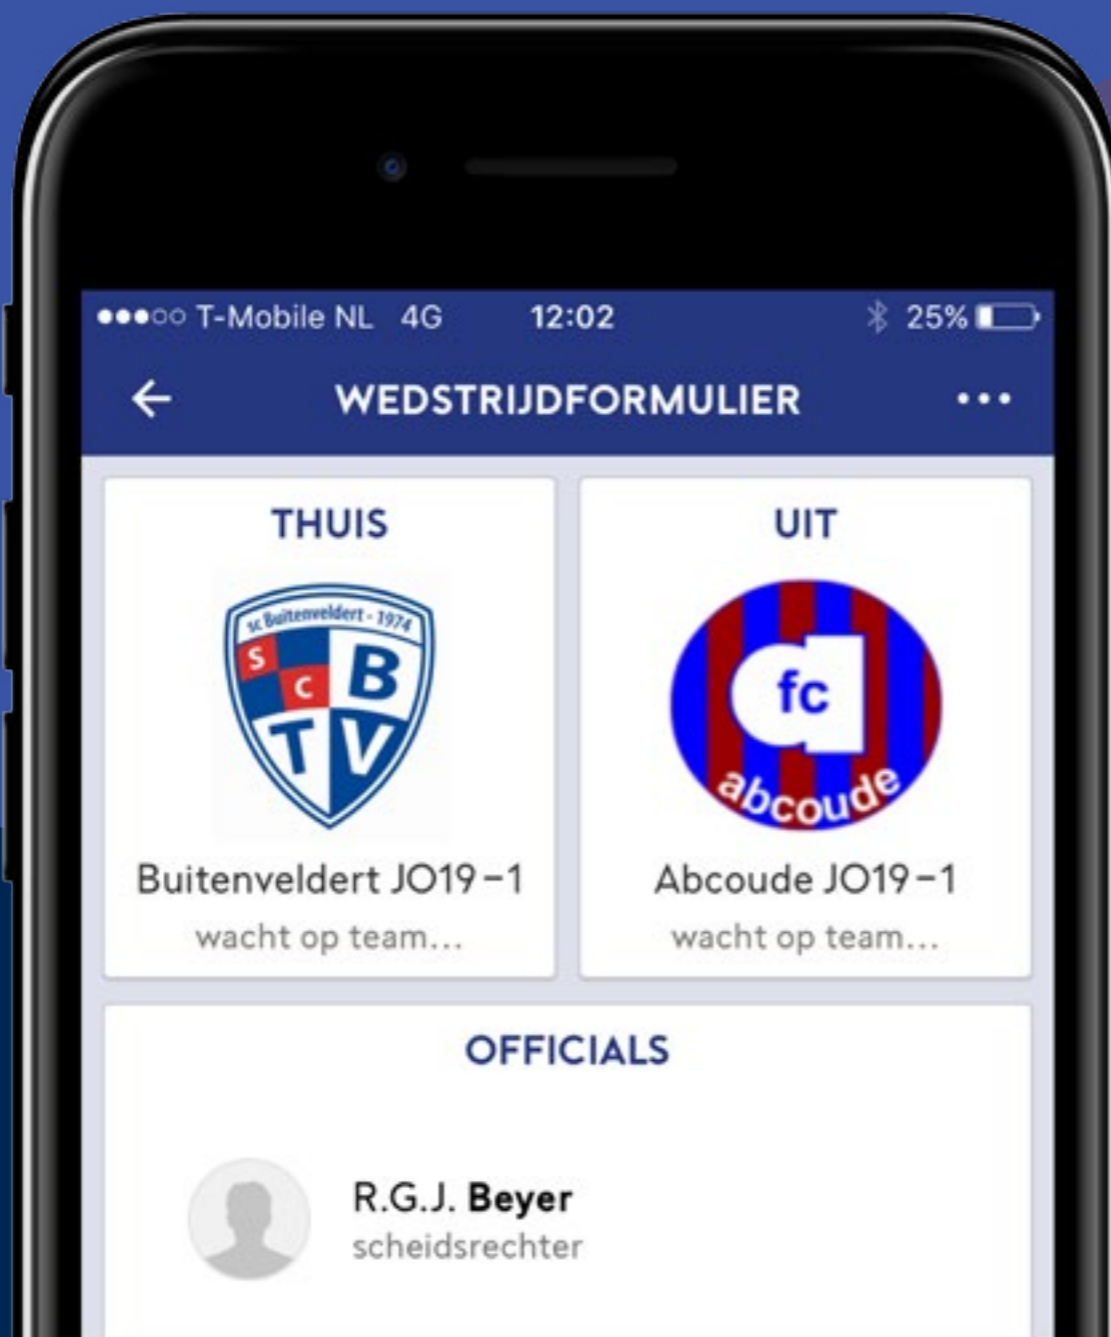 T-Mobile NL 4G 12:02 25%
WEDSTRIJDFORMULIER
THUIS
sc Buitenveldert - 1974
S
C
B
T
V
Buitenveldert JO19-1
wacht op team...
UIT
fc
a
abcoude
Abcoude JO19-1
wacht op team...
OFFICIALS
R.G.J. Beyer
scheidsrechter